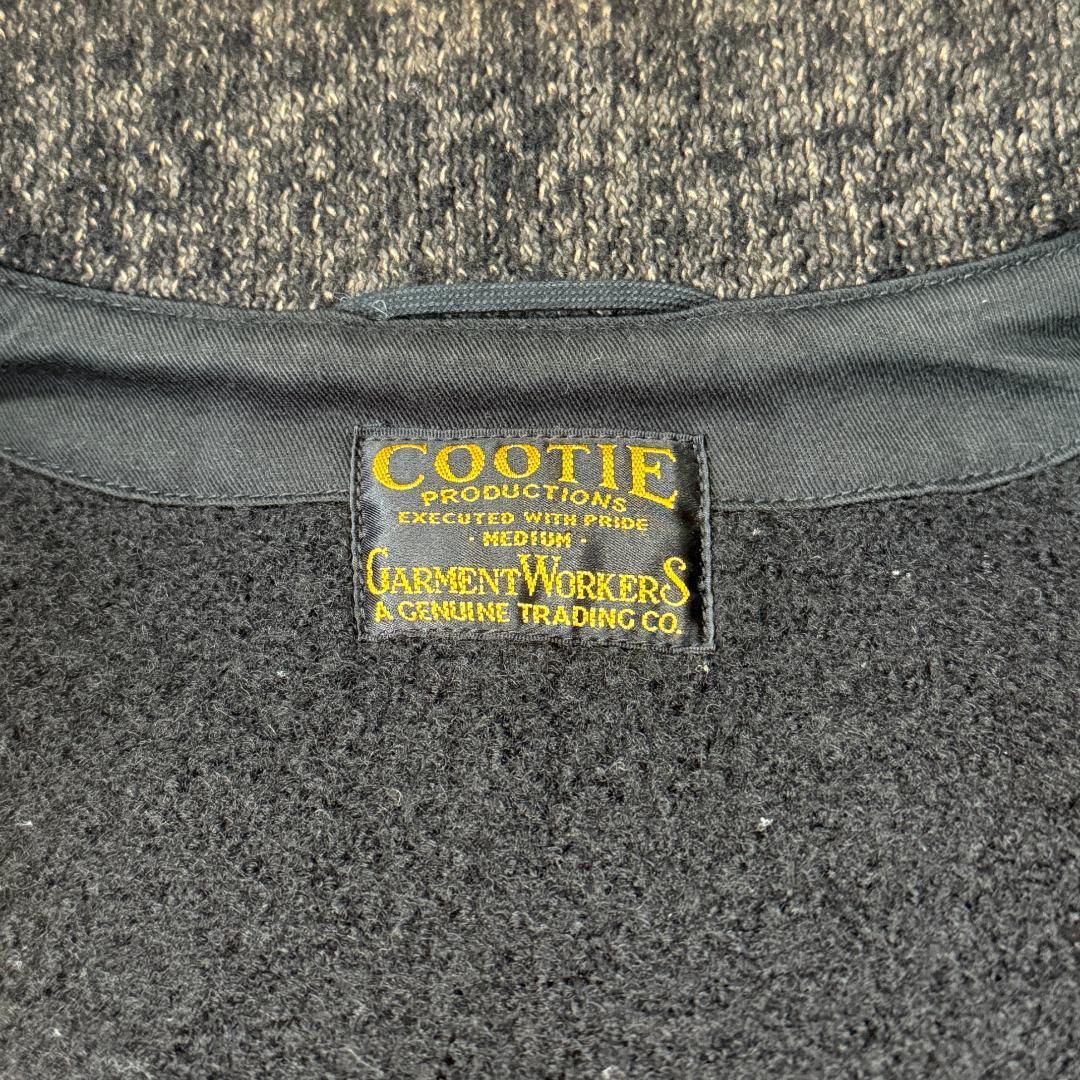 COOTIE
PRODUCTIONS
EXECUTED WITH PRIDE
· MEDIUM ·
GARMENTWORKERS
A GENUINE TRADING CO.